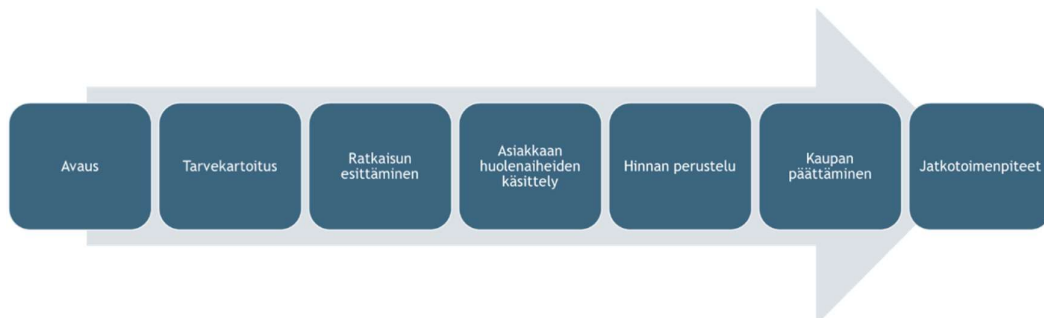 Avaus
Tarvekartoitus
Ratkaisun
esittäminen
Asiakkaan
huolenaiheiden
käsittely
Hinnan perustelu
Kaupan
päättäminen
Jatkotoimenpiteet